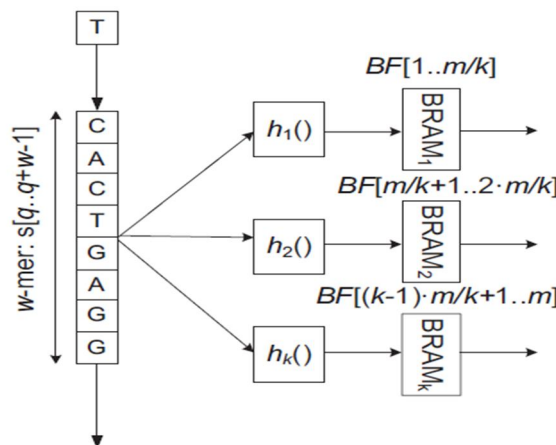 T
w-mer: s[q..q+w-1]
C
A
C
T
G
A
G
G
h1()
h2()
hk()
BF[1..m/k]
BRAM1
BF[m/k+1..2·m/k]
BRAM2
BF[(k-1)·m/k+1..m]
BRAMk